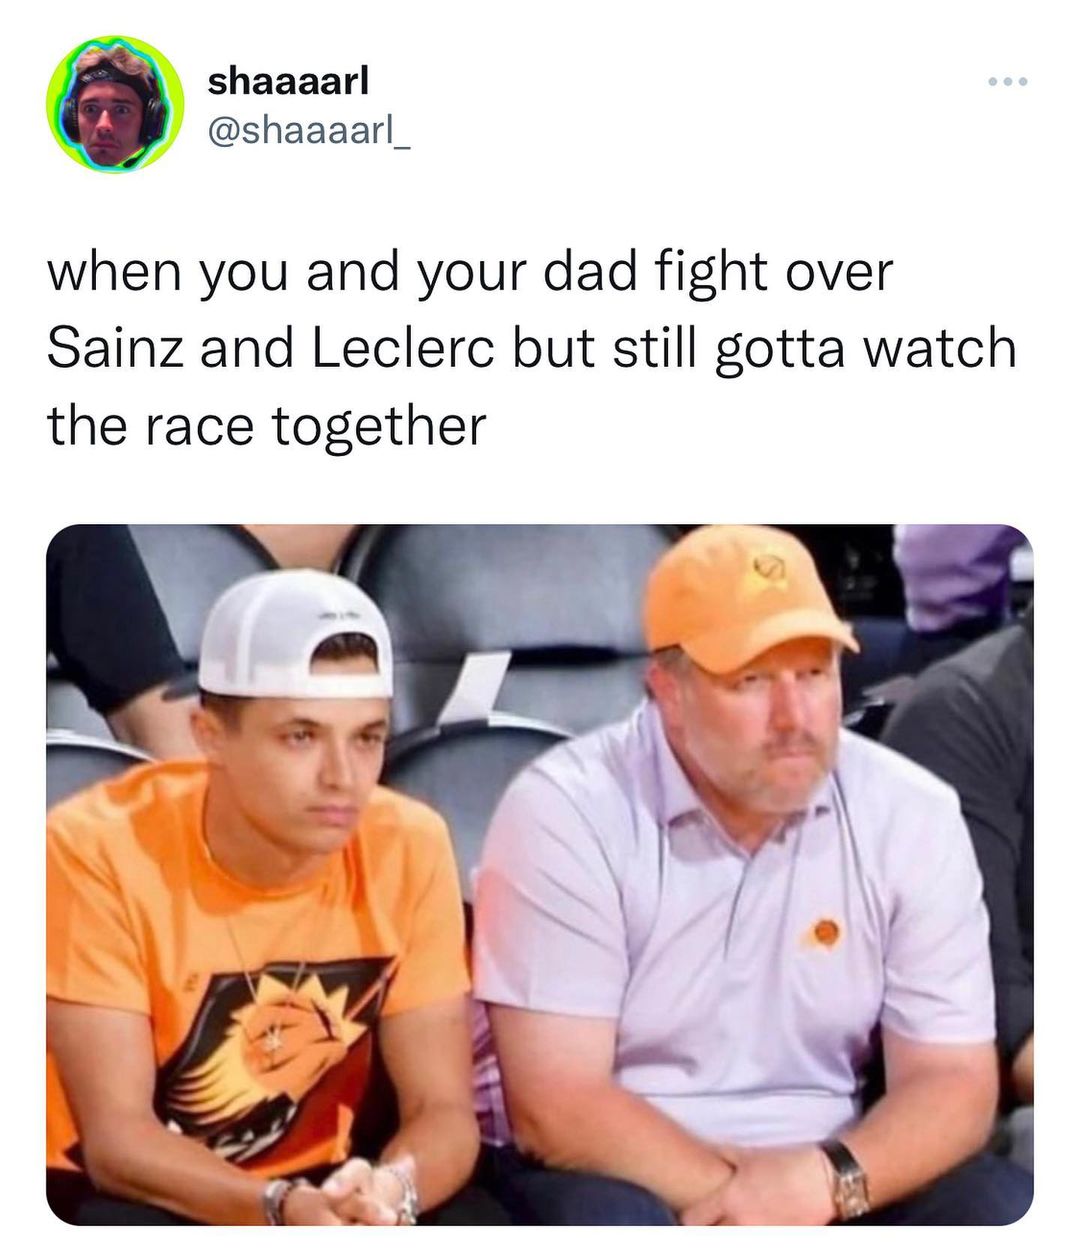 shaaaarl
@shaaaarl_
when you and your dad fight over
Sainz and Leclerc but still gotta watch
the race together